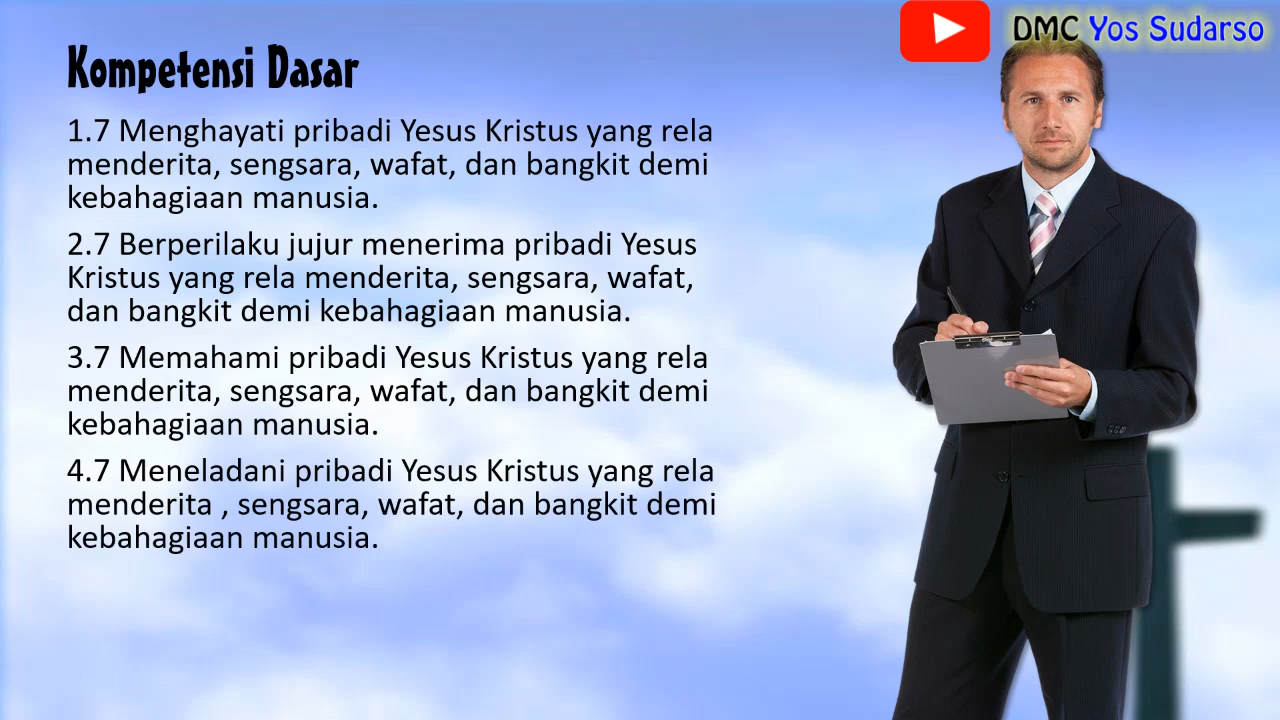 DMC Yos Sudarso
Kompetensi Dasar
1.7 Menghayati pribadi Yesus Kristus yang rela
menderita, sengsara, wafat, dan bangkit demi
kebahagiaan manusia.
2.7 Berperilaku jujur menerima pribadi Yesus
Kristus yang rela menderita, sengsara, wafat,
dan bangkit demi kebahagiaan manusia.
3.7 Memahami pribadi Yesus Kristus yang rela
menderita, sengsara, wafat, dan bangkit demi
kebahagiaan manusia.
4.7 Meneladani pribadi Yesus Kristus yang rela
menderita , sengsara, wafat, dan bangkit demi
kebahagiaan manusia.